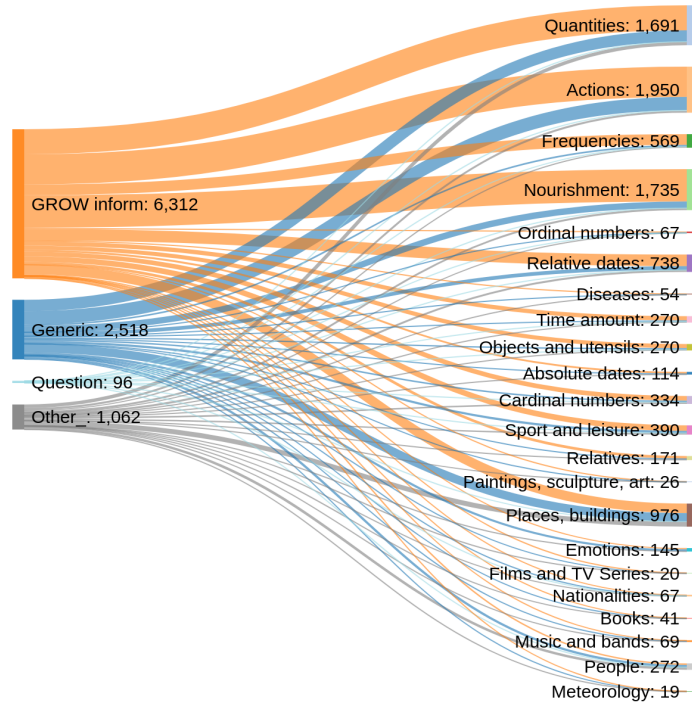 GROW inform: 6,312
Generic: 2,518
Question: 96
Other_: 1,062
Quantities: 1,691
Actions: 1,950
Frequencies: 569
Nourishment: 1,735
Ordinal numbers: 67
Relative dates: 738
Diseases: 54
Time amount: 270
Objects and utensils: 270
Absolute dates: 114
Cardinal numbers: 334
Sport and leisure: 390
Relatives: 171
Paintings, sculpture, art: 26
Places, buildings: 976
Emotions: 145
Films and TV Series: 20
Nationalities: 67
Books: 41
Music and bands: 69
People: 272
Meteorology: 19